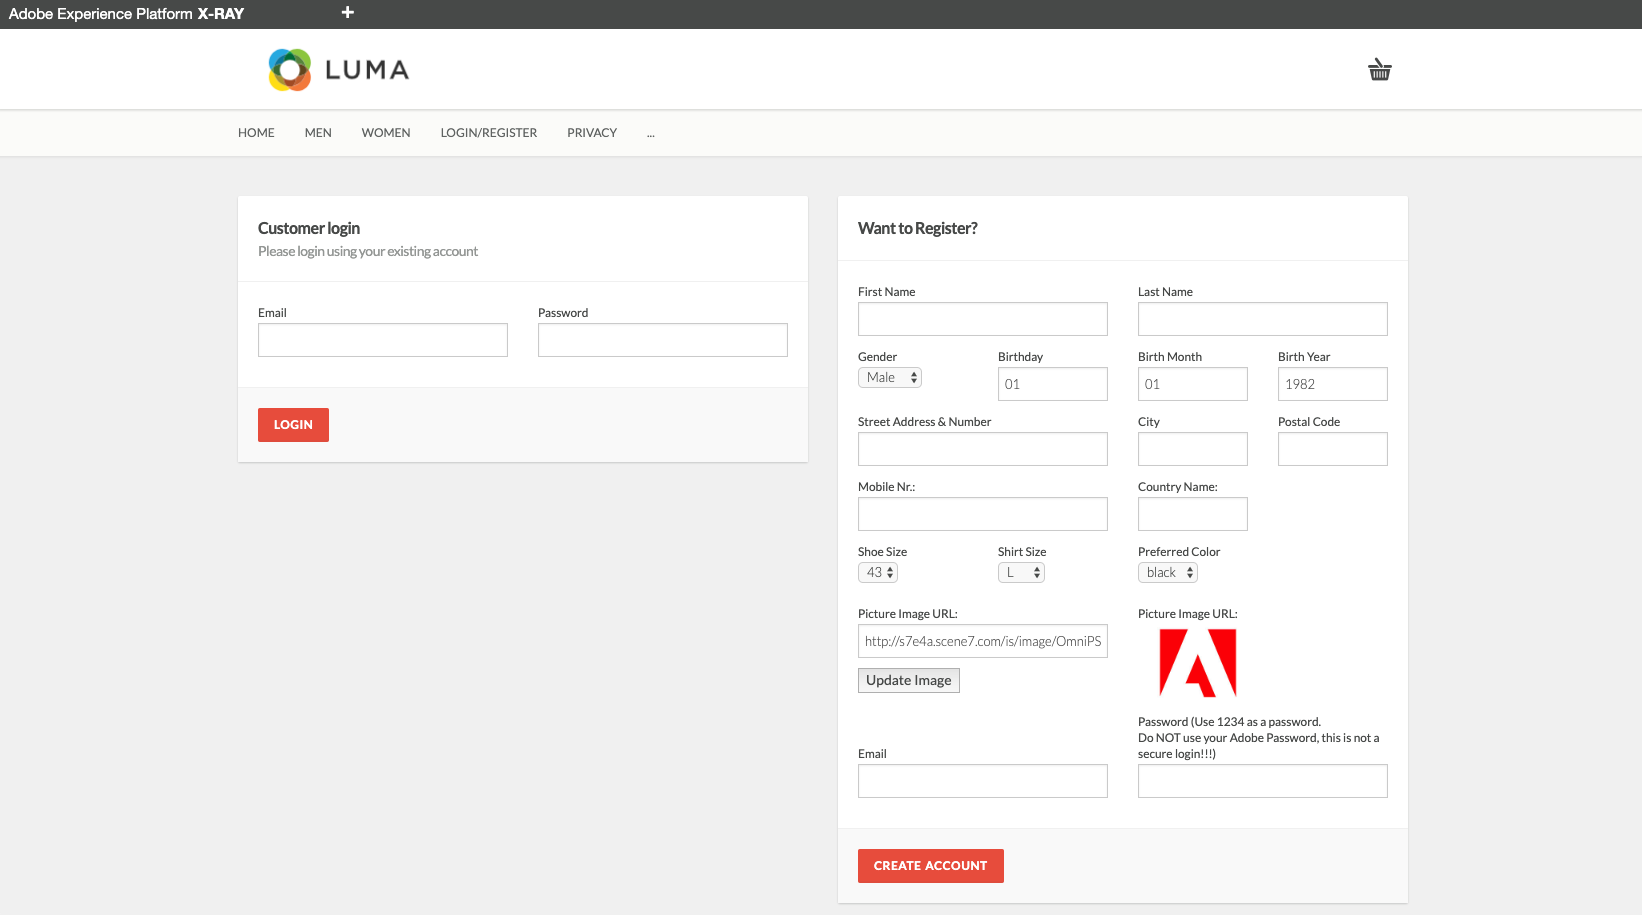 Adobe Experience Platform X-RAY +
LUMA
HOME MEN WOMEN LOGIN/REGISTER PRIVACY ...
Customer login
Please login using your existing account
Email Password
LOGIN
Want to Register?
First Name Last Name
Gender Birthday Birth Month Birth Year
Male 01 01 1982
Street Address & Number City Postal Code
Mobile Nr.: Country Name:
Shoe Size Shirt Size Preferred Color
43 L black
Picture Image URL: Picture Image URL:
http://s7e4a.scene7.com/is/image/OmniPS
Update Image
Password (Use 1234 as a password.
Do NOT use your Adobe Password, this is not a
Email secure login!!!)
CREATE ACCOUNT